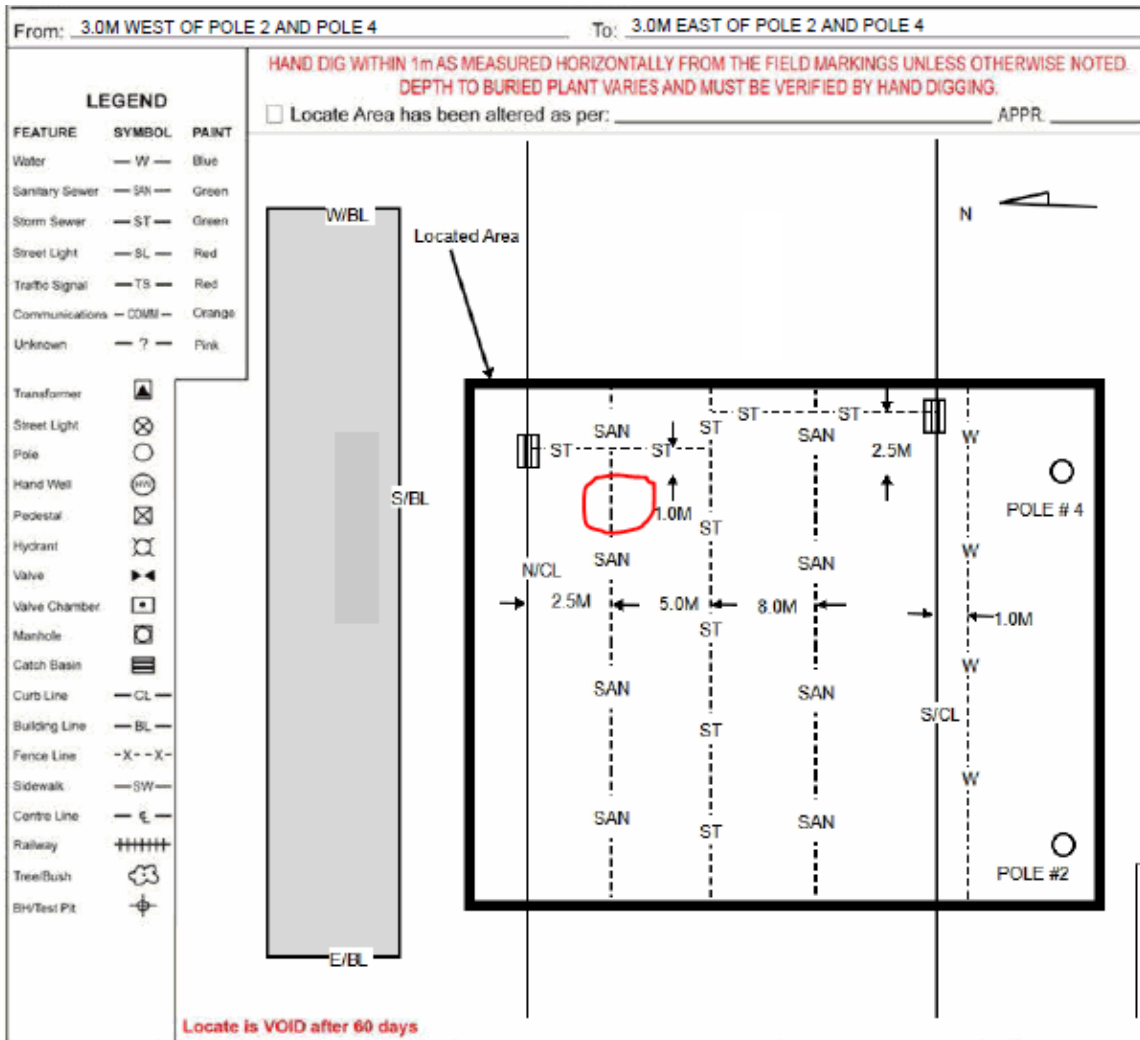 From: 3.0M WEST OF POLE 2 AND POLE 4 To: 3.0M EAST OF POLE 2 AND POLE 4
HAND DIG WITHIN 1m AS MEASURED HORIZONTALLY FROM THE FIELD MARKINGS UNLESS OTHERWISE NOTED.
DEPTH TO BURIED PLANT VARIES AND MUST BE VERIFIED BY HAND DIGGING.
Locate Area has been altered as per: APPR.
LEGEND
FEATURE SYMBOL PAINT
Water W Blue
Sanitary Sewer SAN Green
Storm Sewer ST Green
Street Light SL Red
Traffic Signal TS Red
Communications COMM Orange
Unknown ? Pink
Transformer
Street Light
Pole
Hand Well HW
Pedestal
Hydrant
Valve
Valve Chamber
Manhole
Catch Basin
Curb Line CL
Building Line BL
Fence Line -X--X-
Sidewalk SW
Centre Line ℄
Railway
Tree/Bush
BH/Test Pit
W/BL
N
Located Area
ST ST
SAN ST SAN W
ST ST 2.5M
S/BL
1.0M POLE # 4
ST
SAN SAN W
N/CL
2.5M 5.0M 8.0M 1.0M
ST
SAN SAN W
S/CL
ST
W
SAN ST SAN
POLE #2
E/BL
Locate is VOID after 60 days